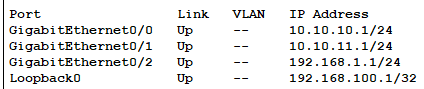 Port Link VLAN IP Address
GigabitEthernet0/0 Up -- 10.10.10.1/24
GigabitEthernet0/1 Up -- 10.10.11.1/24
GigabitEthernet0/2 Up -- 192.168.1.1/24
Loopback0 Up -- 192.168.100.1/32